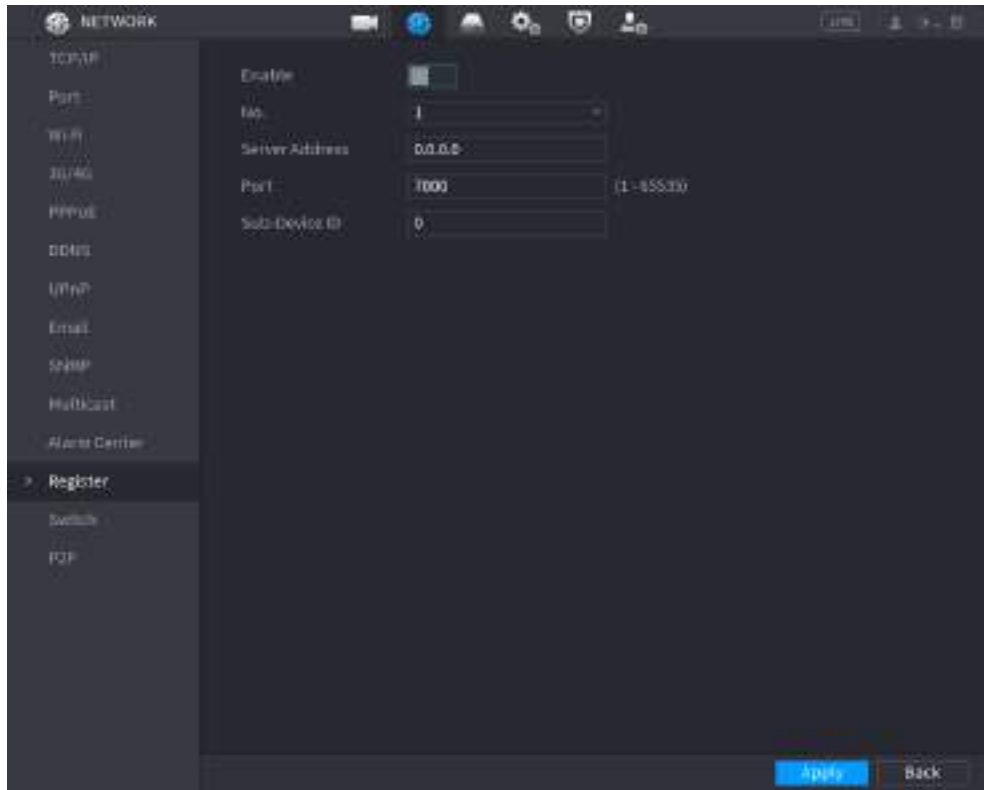 NETWORK
LIVE
TCP/IP
Port
Wi-Fi
3G/4G
PPPoE
DDNS
UPnP
Email
SNMP
Multicast
Alarm Center
> Register
Switch
P2P
Enable
No. 1
Server Address 0.0.0.0
Port 7000 (1 - 65535)
Sub-Device ID 0
Apply Back